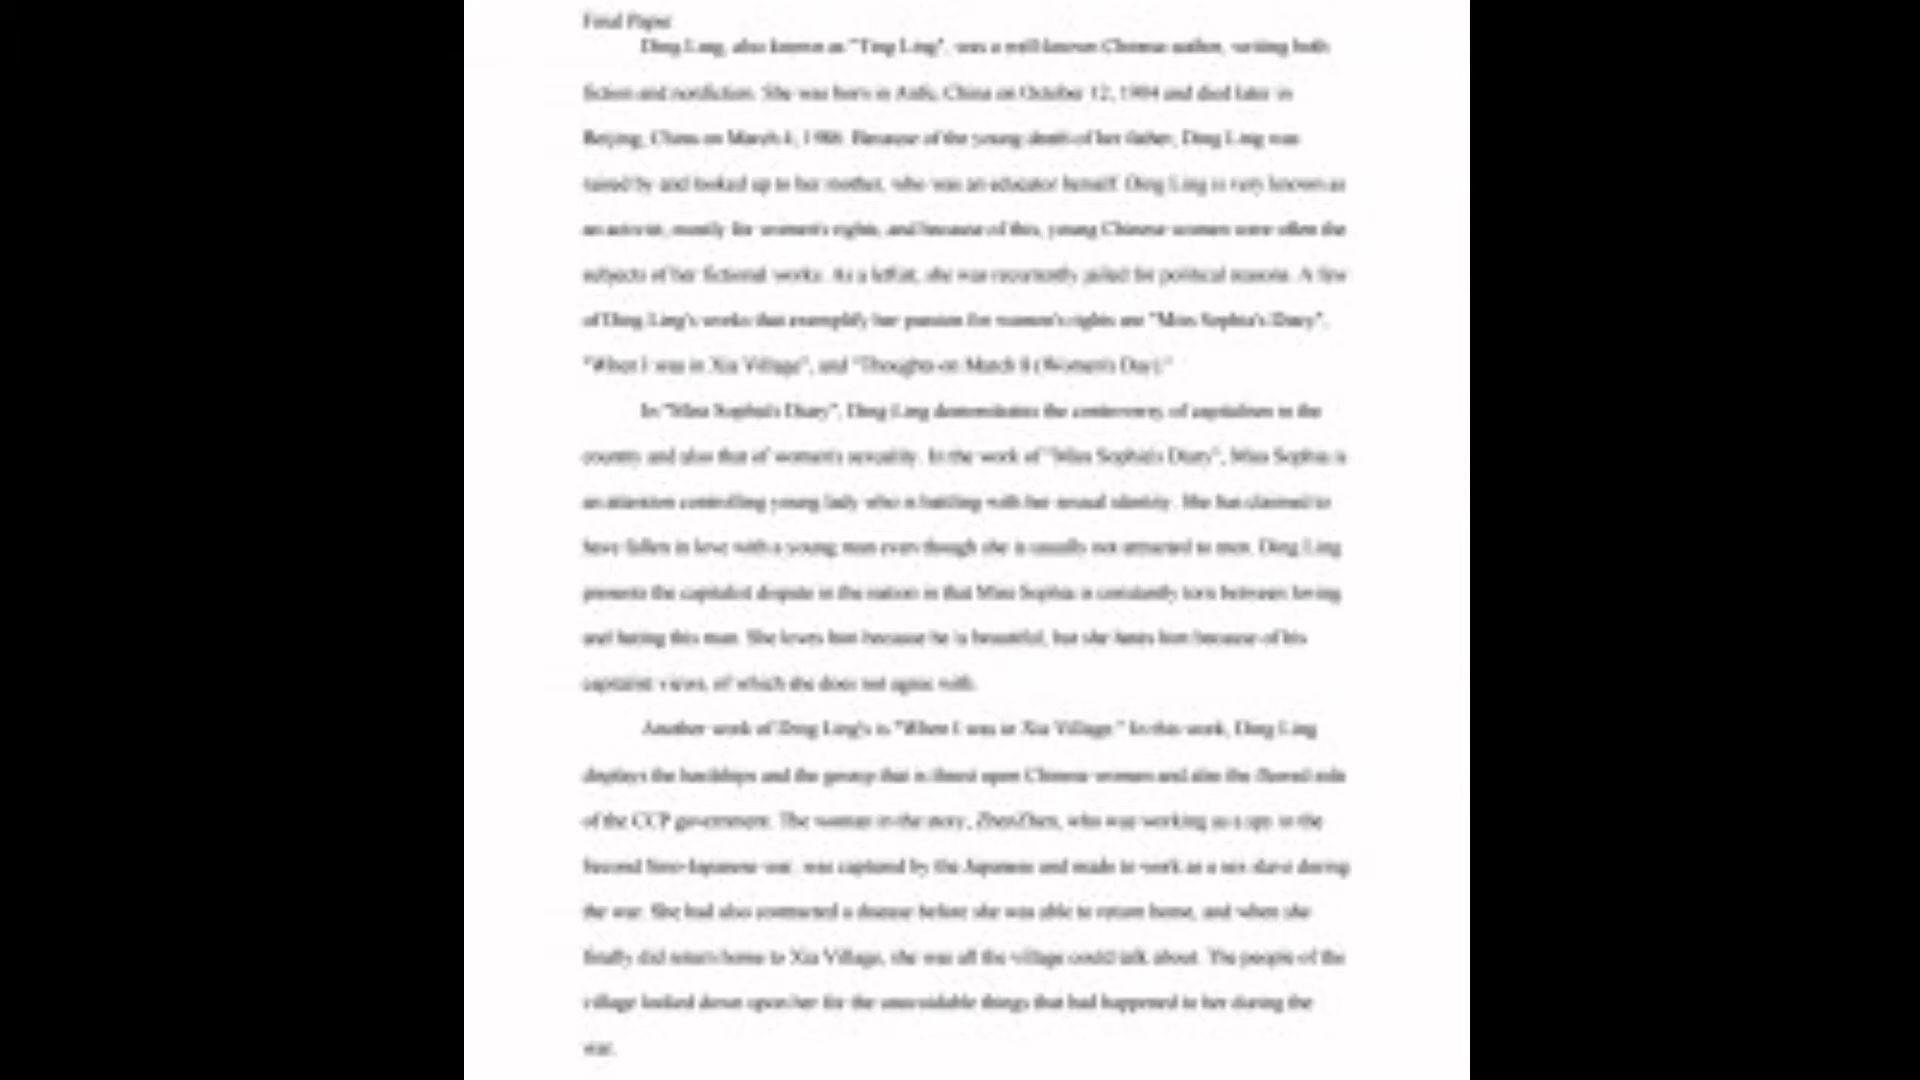 Final Paper
Ding Ling, also known as "Ting Ling", was a well-known Chinese author, writing both
fiction and nonfiction. She was born in Anfu, China on October 12, 1904 and died later in
Beijing, China on March 4, 1986. Because of the young death of her father, Ding Ling was
raised by and looked up to her mother, who was an educator herself. Ding Ling is very known as
an activist, mostly for women's rights, and because of this, young Chinese women were often the
subjects of her fictional works. As a leftist, she was recurrently jailed for political reasons. A few
of Ding Ling's works that exemplify her passion for women's rights are "Miss Sophia's Diary",
"When I was in Xia Village", and "Thoughts on March 8 (Women's Day)."
In "Miss Sophia's Diary", Ding Ling demonstrates the controversy of capitalism in the
country and also that of women's sexuality. In the work of "Miss Sophia's Diary", Miss Sophia is
an attention controlling young lady who is battling with her sexual identity. She has claimed to
have fallen in love with a young man even though she is usually not attracted to men. Ding Ling
presents the capitalist dispute in the nation in that Miss Sophia is constantly torn between loving
and hating this man. She loves him because he is beautiful, but she hates him because of his
capitalist views, of which she does not agree with.
Another work of Ding Ling's is "When I was in Xia Village." In this work, Ding Ling
displays the hardships and the gossip that is thrust upon Chinese women and also the flawed side
of the CCP government. The woman in the story, ZhenZhen, who was working as a spy in the
Second Sino-Japanese war, was captured by the Japanese and made to work as a sex slave during
the war. She had also contracted a disease before she was able to return home, and when she
finally did return home to Xia Village, she was all the village could talk about. The people of the
village looked down upon her for the unavoidable things that had happened to her during the
war.